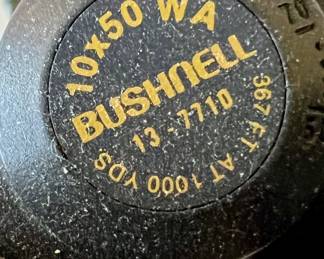 10x50 WA
BUSHNELL
13-7710
367 FT. AT 1000 YDS.